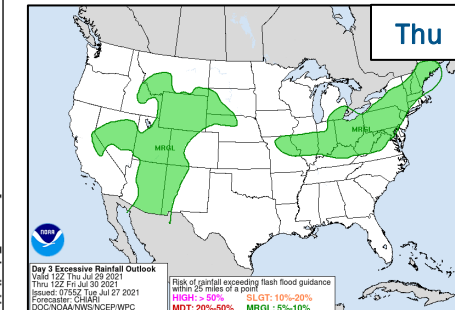 Thu
MRGL
MRGL
NOAA
Day 3 Excessive Rainfall Outlook
Valid 12Z Thu Jul 29 2021
Thru 12Z Fri Jul 30 2021
Issued: 0755Z Tue Jul 27 2021
Forecaster: CHIARI
DOC/NOAA/NWS/NCEP/WPC
Risk of rainfall exceeding flash flood guidance
within 25 miles of a point
HIGH: > 50% SLGT: 10%-20%
MDT: 20%-50% MRGL: 5%-10%